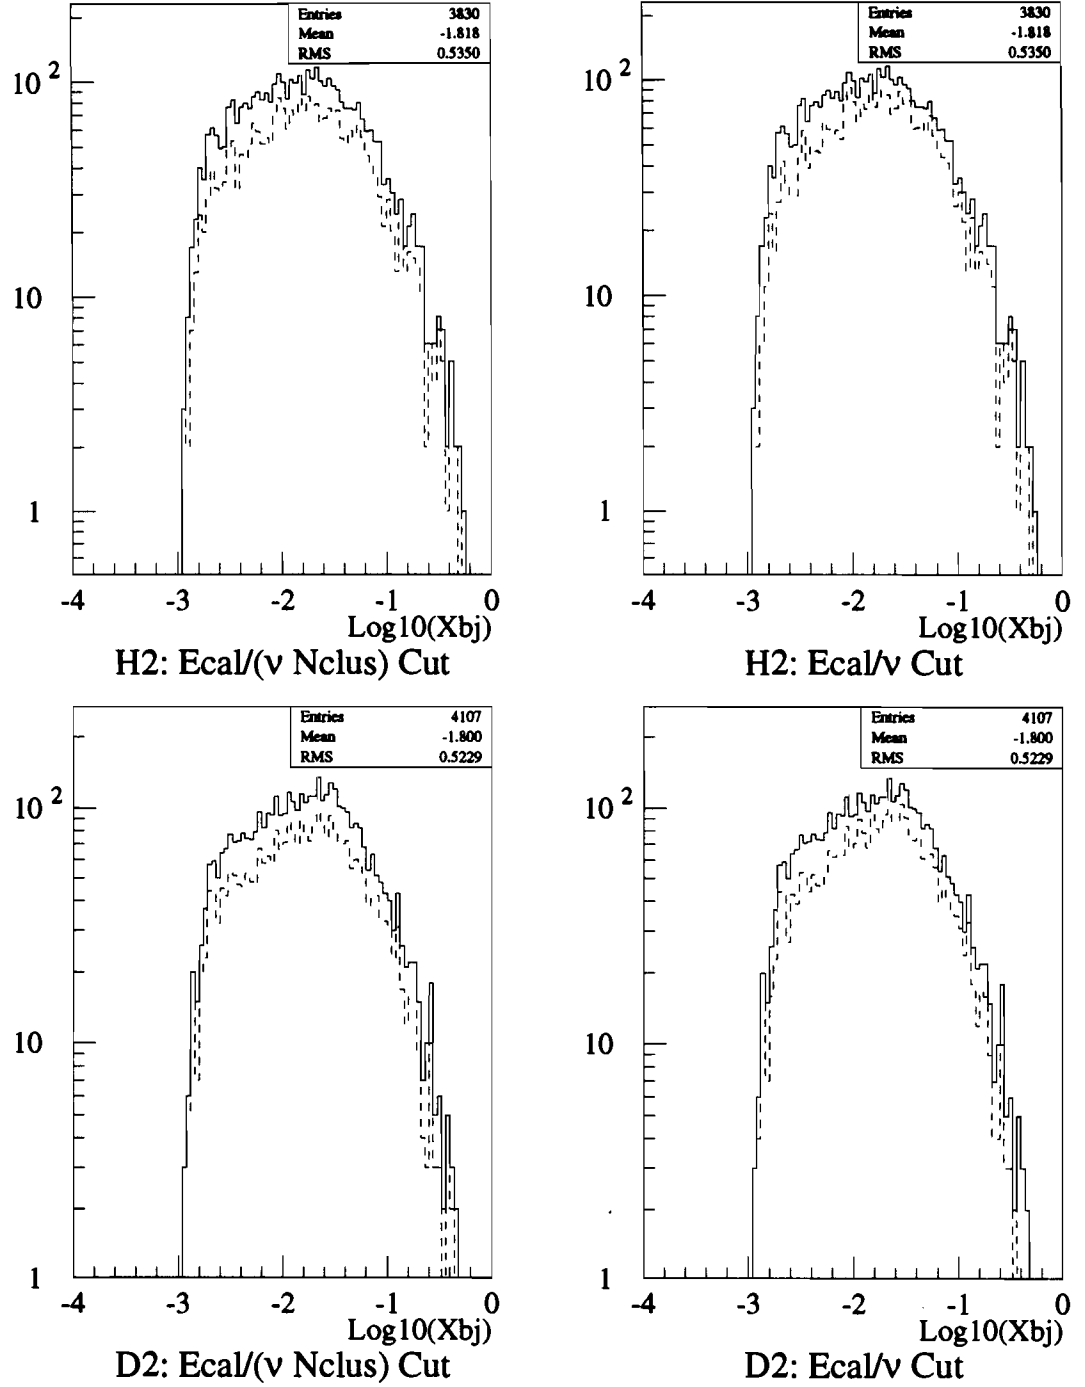 Entries 3830
Mean -1.818
RMS 0.5350
10 2
10
1
-4 -3 -2 -1 0
Log10(Xbj)
H2: Ecal/(ν Nclus) Cut
Entries 3830
Mean -1.818
RMS 0.5350
10 2
10
1
-4 -3 -2 -1 0
Log10(Xbj)
H2: Ecal/ν Cut
Entries 4107
Mean -1.800
RMS 0.5229
10 2
10
1
-4 -3 -2 -1 0
Log10(Xbj)
D2: Ecal/(ν Nclus) Cut
Entries 4107
Mean -1.800
RMS 0.5229
10 2
10
1
-4 -3 -2 -1 0
Log10(Xbj)
D2: Ecal/ν Cut